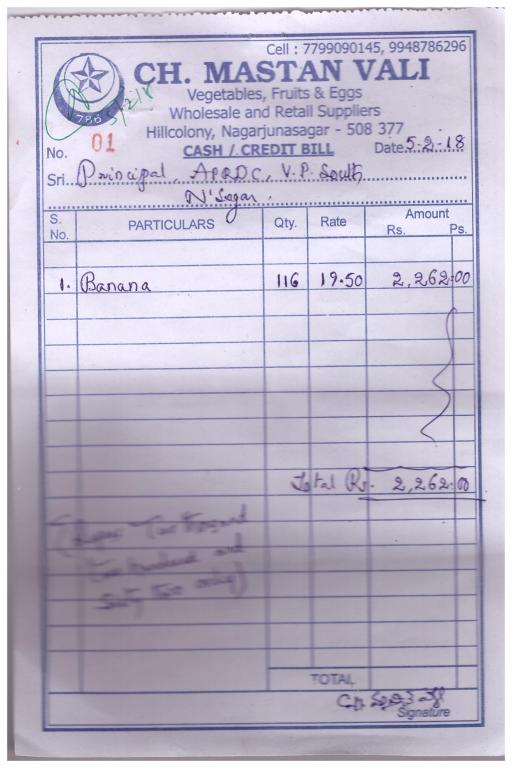 Cell : 7799090145, 9948786296
786
CH. MASTAN VALI
Vegetables, Fruits & Eggs
Wholesale and Retail Suppliers
Hillcolony, Nagarjunasagar - 508 377
5/2/18
No. 01 CASH / CREDIT BILL Date 5-2-18
Sri.. Principal, APRDC, V.P. South
N'Sagar.
S. No. PARTICULARS Qty. Rate Amount Rs. Ps.
1. Banana 116 19.50 2,262.00
Total Rs. 2,262.00
(Rupees Two thousand
two hundred and
Sixty two only)
TOTAL
Signature